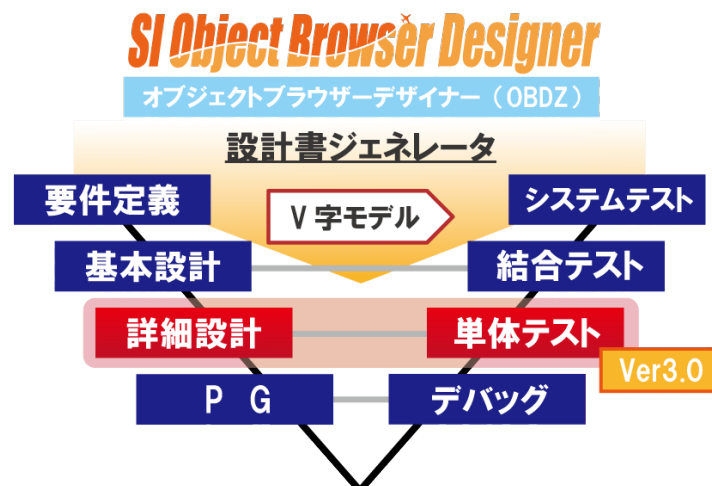 SI Object Browser Designer
オブジェクトブラウザーデザイナー（OBDZ）
設計書ジェネレータ
要件定義
V字モデル
システムテスト
基本設計
結合テスト
詳細設計
単体テスト
Ver3.0
P G
デバッグ